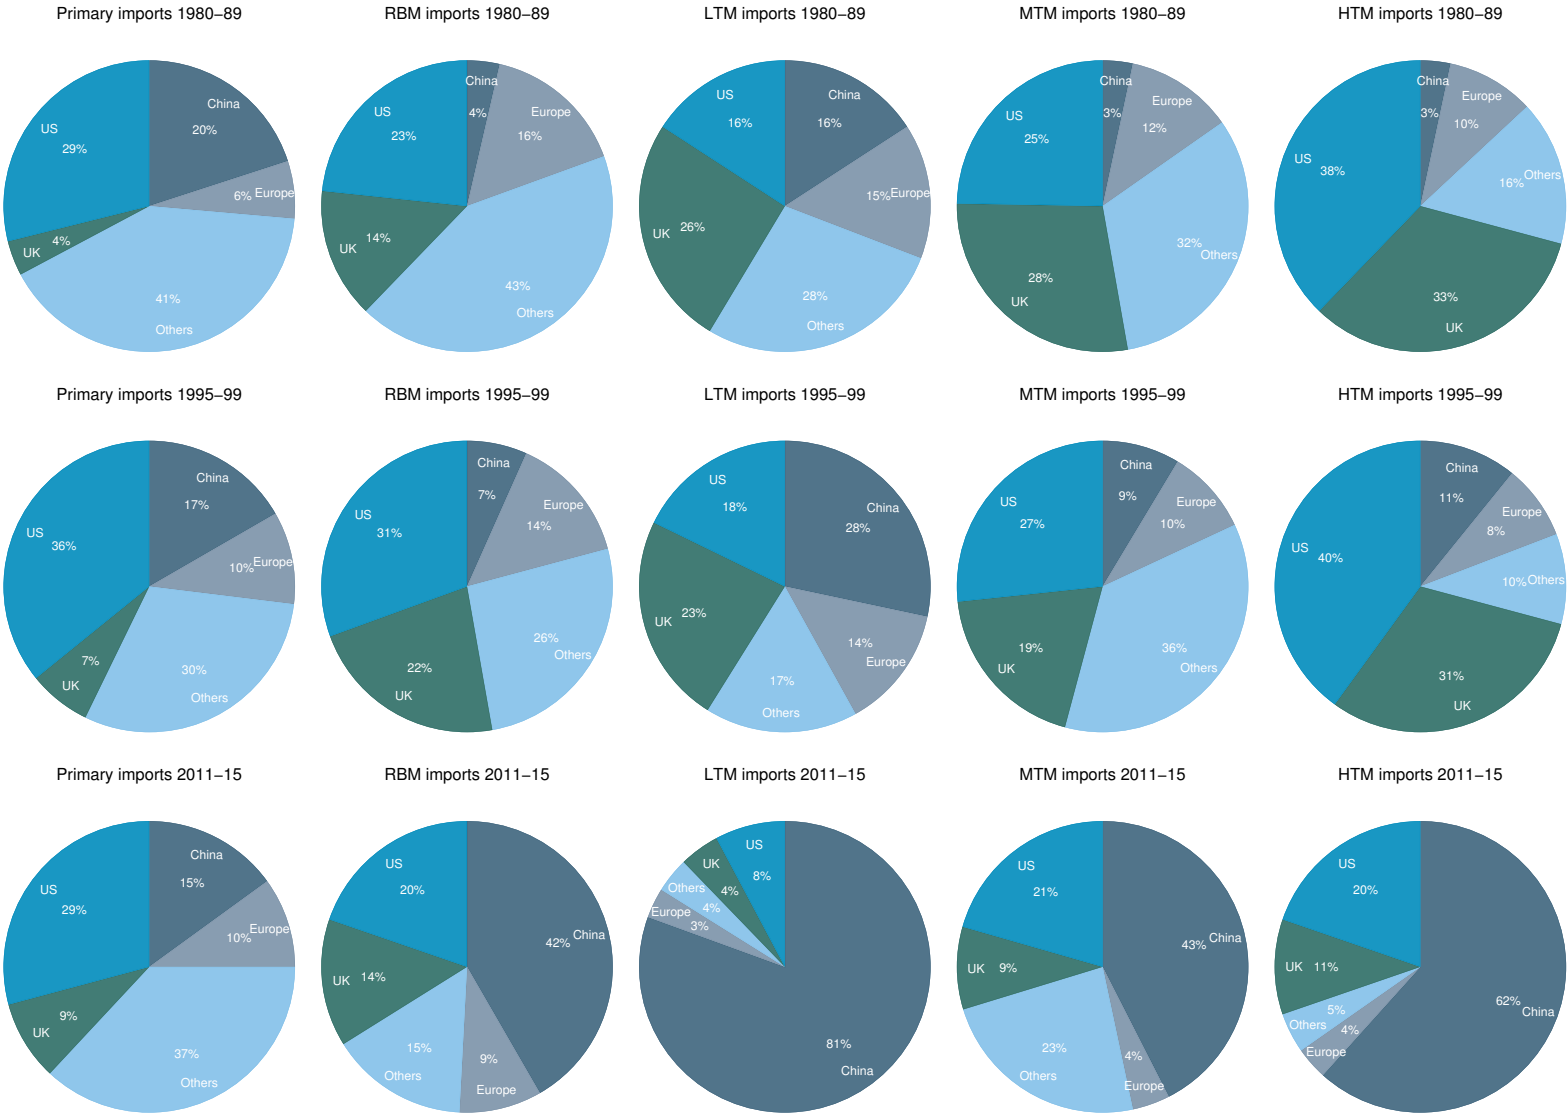 Primary imports 1980−89
China
20%
Europe
6%
Others
41%
UK
4%
US
29%
RBM imports 1980−89
China
4%
Europe
16%
Others
43%
UK
14%
US
23%
LTM imports 1980−89
China
16%
Europe
15%
Others
28%
UK
26%
US
16%
MTM imports 1980−89
China
3%
Europe
12%
Others
32%
UK
28%
US
25%
HTM imports 1980−89
China
3%
Europe
10%
Others
16%
UK
33%
US
38%
Primary imports 1995−99
China
17%
Europe
10%
Others
30%
UK
7%
US
36%
RBM imports 1995−99
China
7%
Europe
14%
Others
26%
UK
22%
US
31%
LTM imports 1995−99
China
28%
Europe
14%
Others
17%
UK
23%
US
18%
MTM imports 1995−99
China
9%
Europe
10%
Others
36%
UK
19%
US
27%
HTM imports 1995−99
China
11%
Europe
8%
Others
10%
UK
31%
US
40%
Primary imports 2011−15
China
15%
Europe
10%
Others
37%
UK
9%
US
29%
RBM imports 2011−15
China
42%
Europe
9%
Others
15%
UK
14%
US
20%
LTM imports 2011−15
China
81%
Europe
3%
Others
4%
UK
4%
US
8%
MTM imports 2011−15
China
43%
Europe
4%
Others
23%
UK
9%
US
21%
HTM imports 2011−15
China
62%
Europe
4%
Others
5%
UK
11%
US
20%